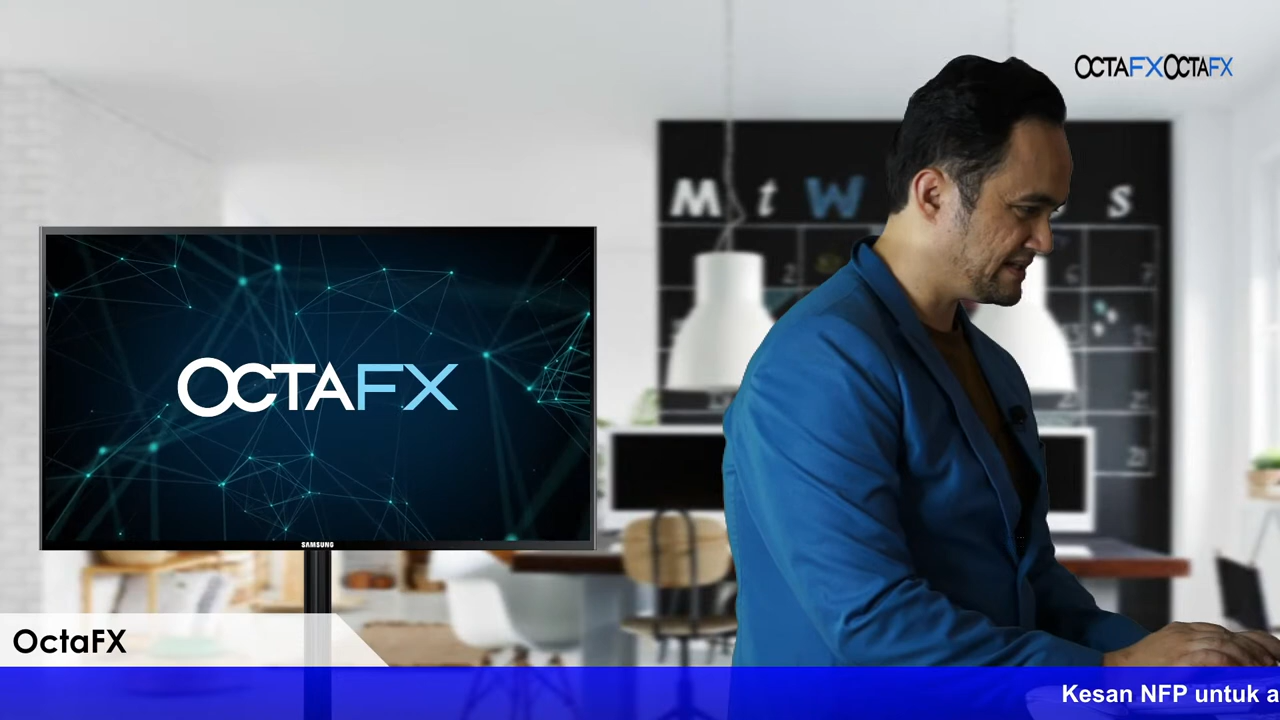 OCTAFXOCTAFX
M t W s
OCTAFX
SAMSUNG
OctaFX
Kesan NFP untuk a